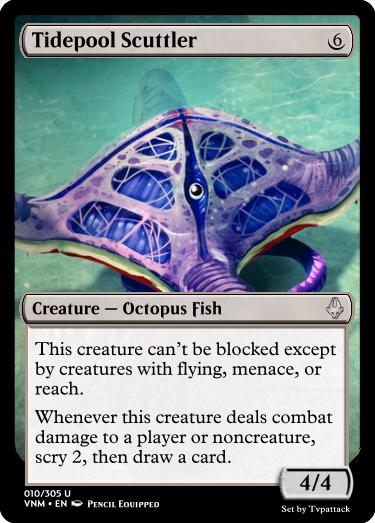 Tidepool Scuttler 6
Creature — Octopus Fish
This creature can't be blocked except
by creatures with flying, menace, or
reach.
Whenever this creature deals combat
damage to a player or noncreature,
scry 2, then draw a card.
4/4
010/305 U
VNM • EN Pencil Equipped
Set by Tvpattack